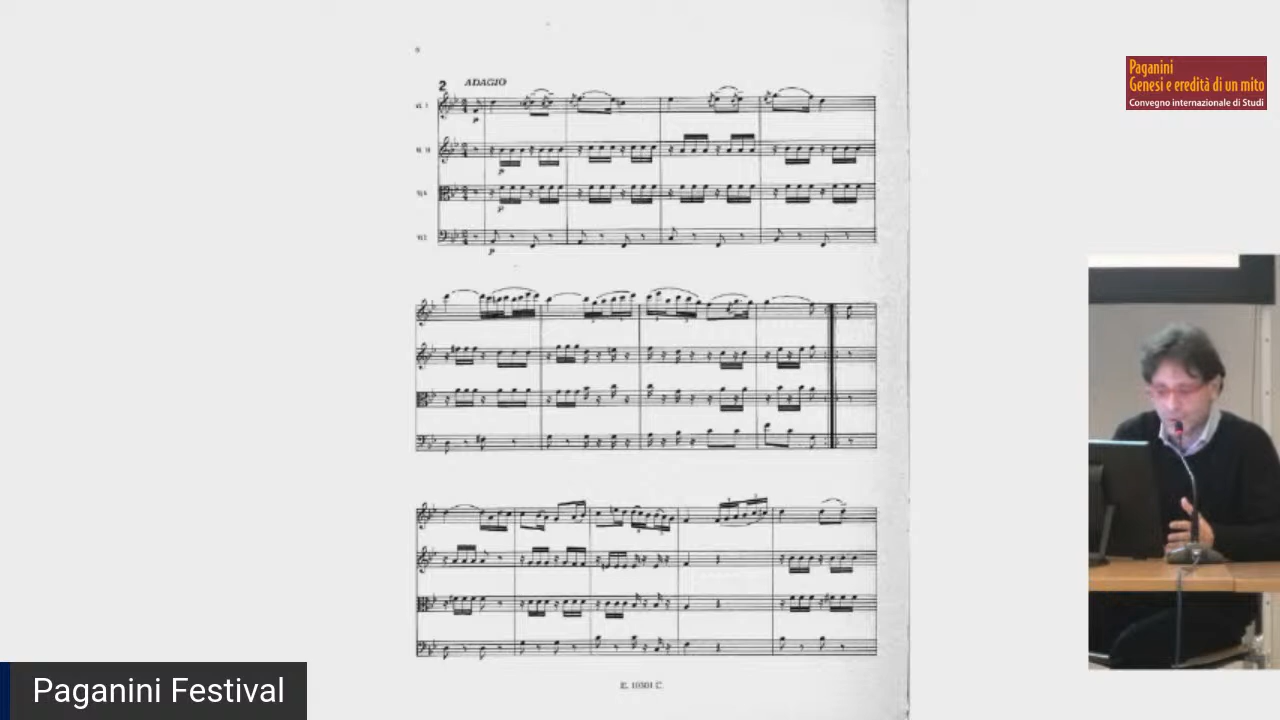 2 ADAGIO
p
p
p
p
Paganini
Genesi e eredità di un mito
Convegno internazionale di Studi
Paganini Festival